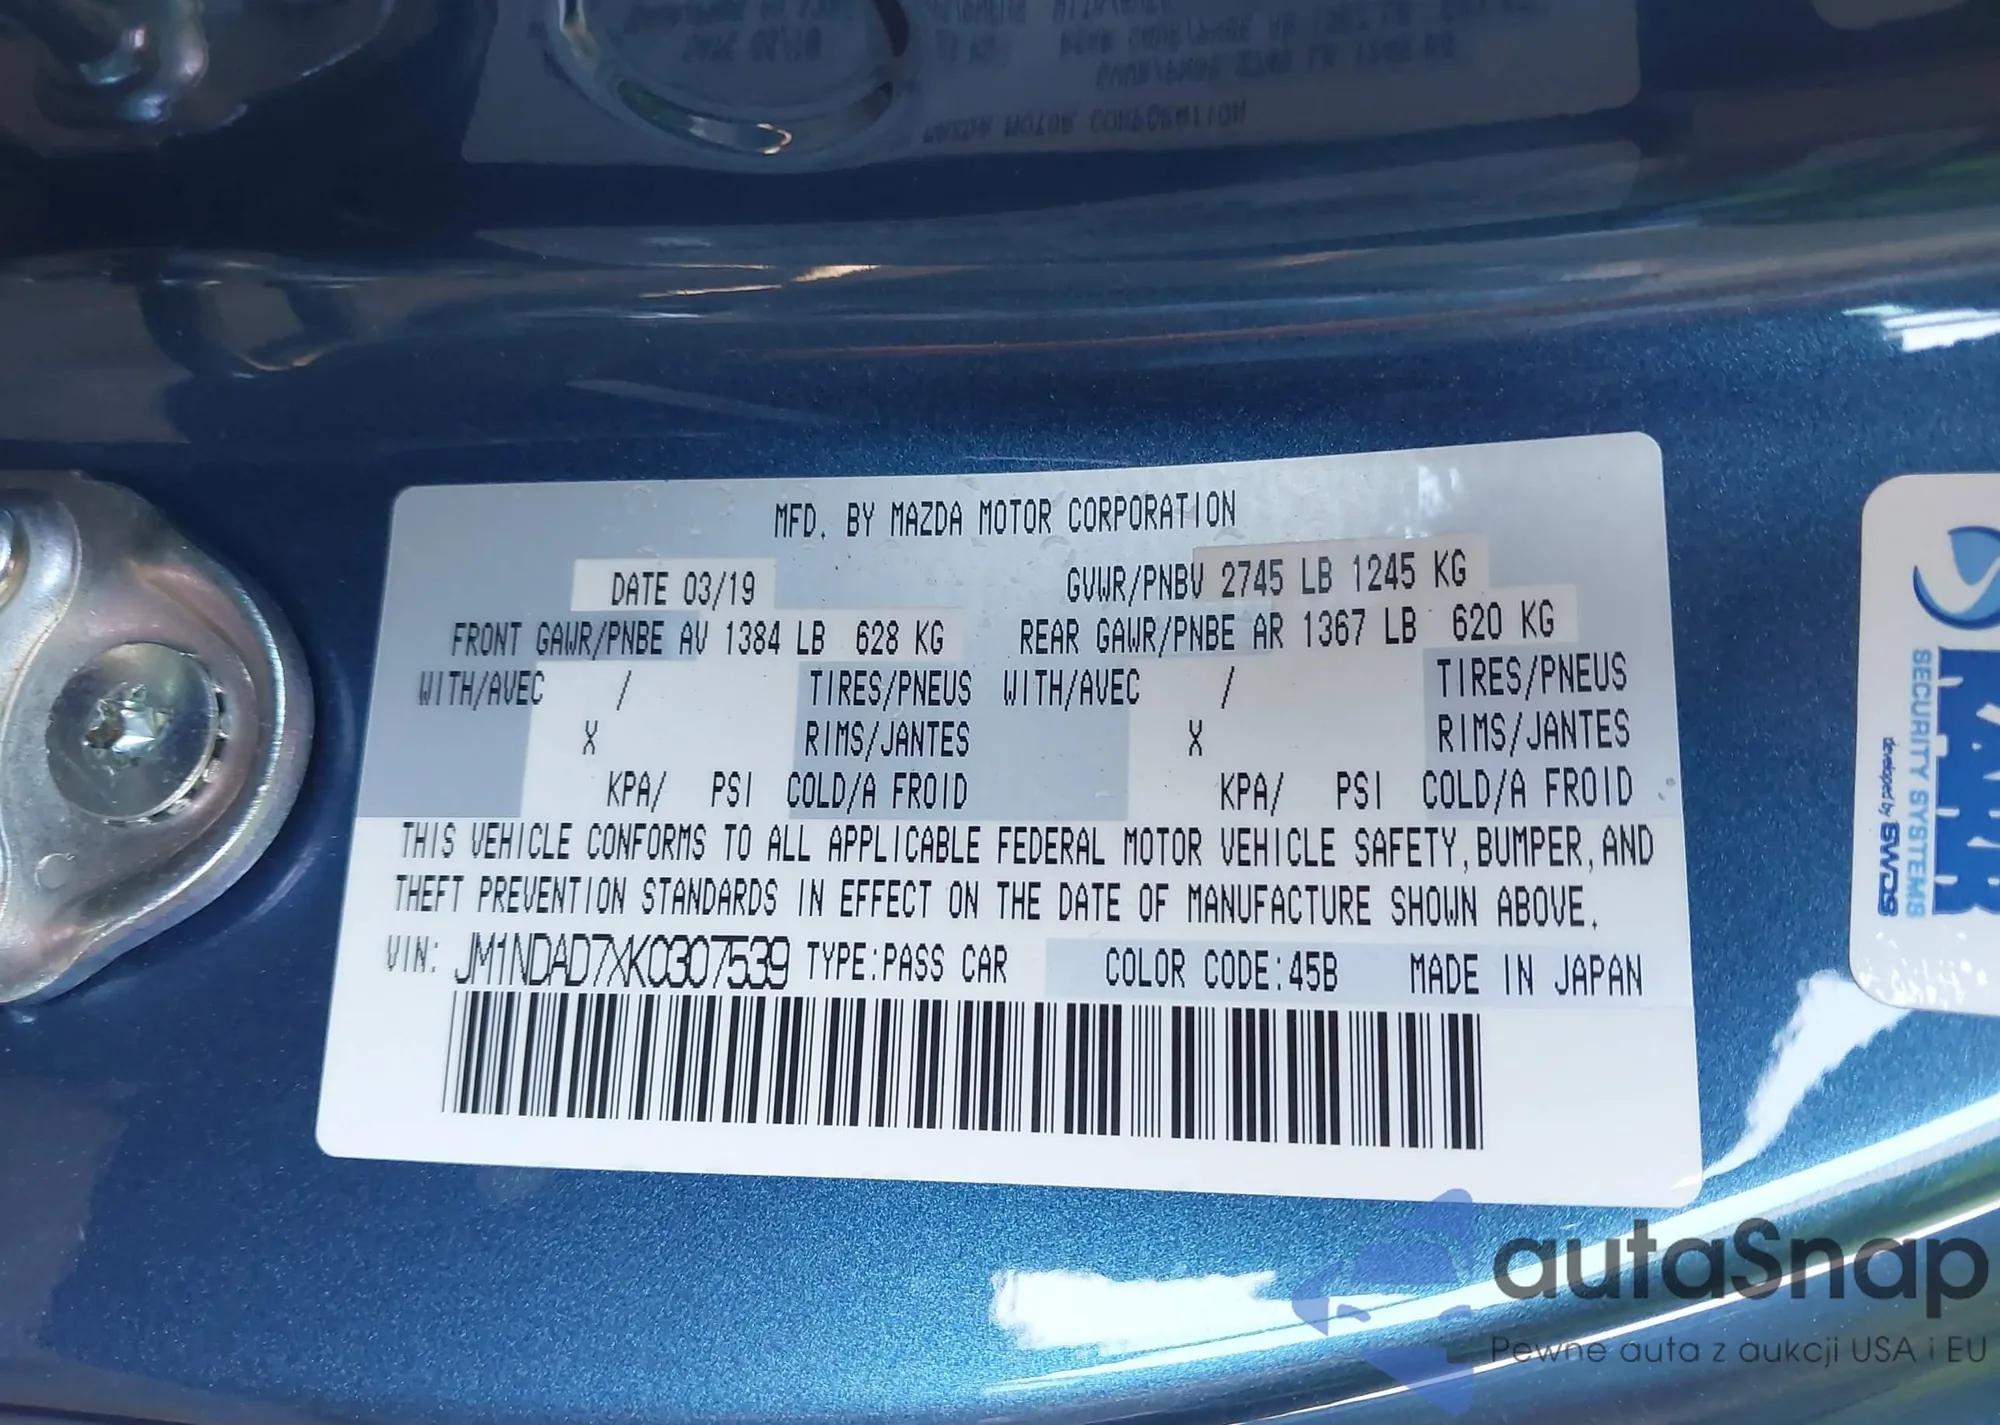 MFD. BY MAZDA MOTOR CORPORATION
DATE 03/19 GVWR/PNBV 2745 LB 1245 KG
FRONT GAWR/PNBE AV 1384 LB 628 KG REAR GAWR/PNBE AR 1367 LB 620 KG
WITH/AVEC / TIRES/PNEUS WITH/AVEC / TIRES/PNEUS
X RIMS/JANTES X RIMS/JANTES
KPA/ PSI COLD/A FROID KPA/ PSI COLD/A FROID
THIS VEHICLE CONFORMS TO ALL APPLICABLE FEDERAL MOTOR VEHICLE SAFETY, BUMPER, AND
THEFT PREVENTION STANDARDS IN EFFECT ON THE DATE OF MANUFACTURE SHOWN ABOVE.
VIN: JM1NDAD7XK0307539 TYPE:PASS CAR COLOR CODE:45B MADE IN JAPAN
SECURITY SYSTEMS
developed by
autaSnap
Pewne auta z aukcji USA i EU